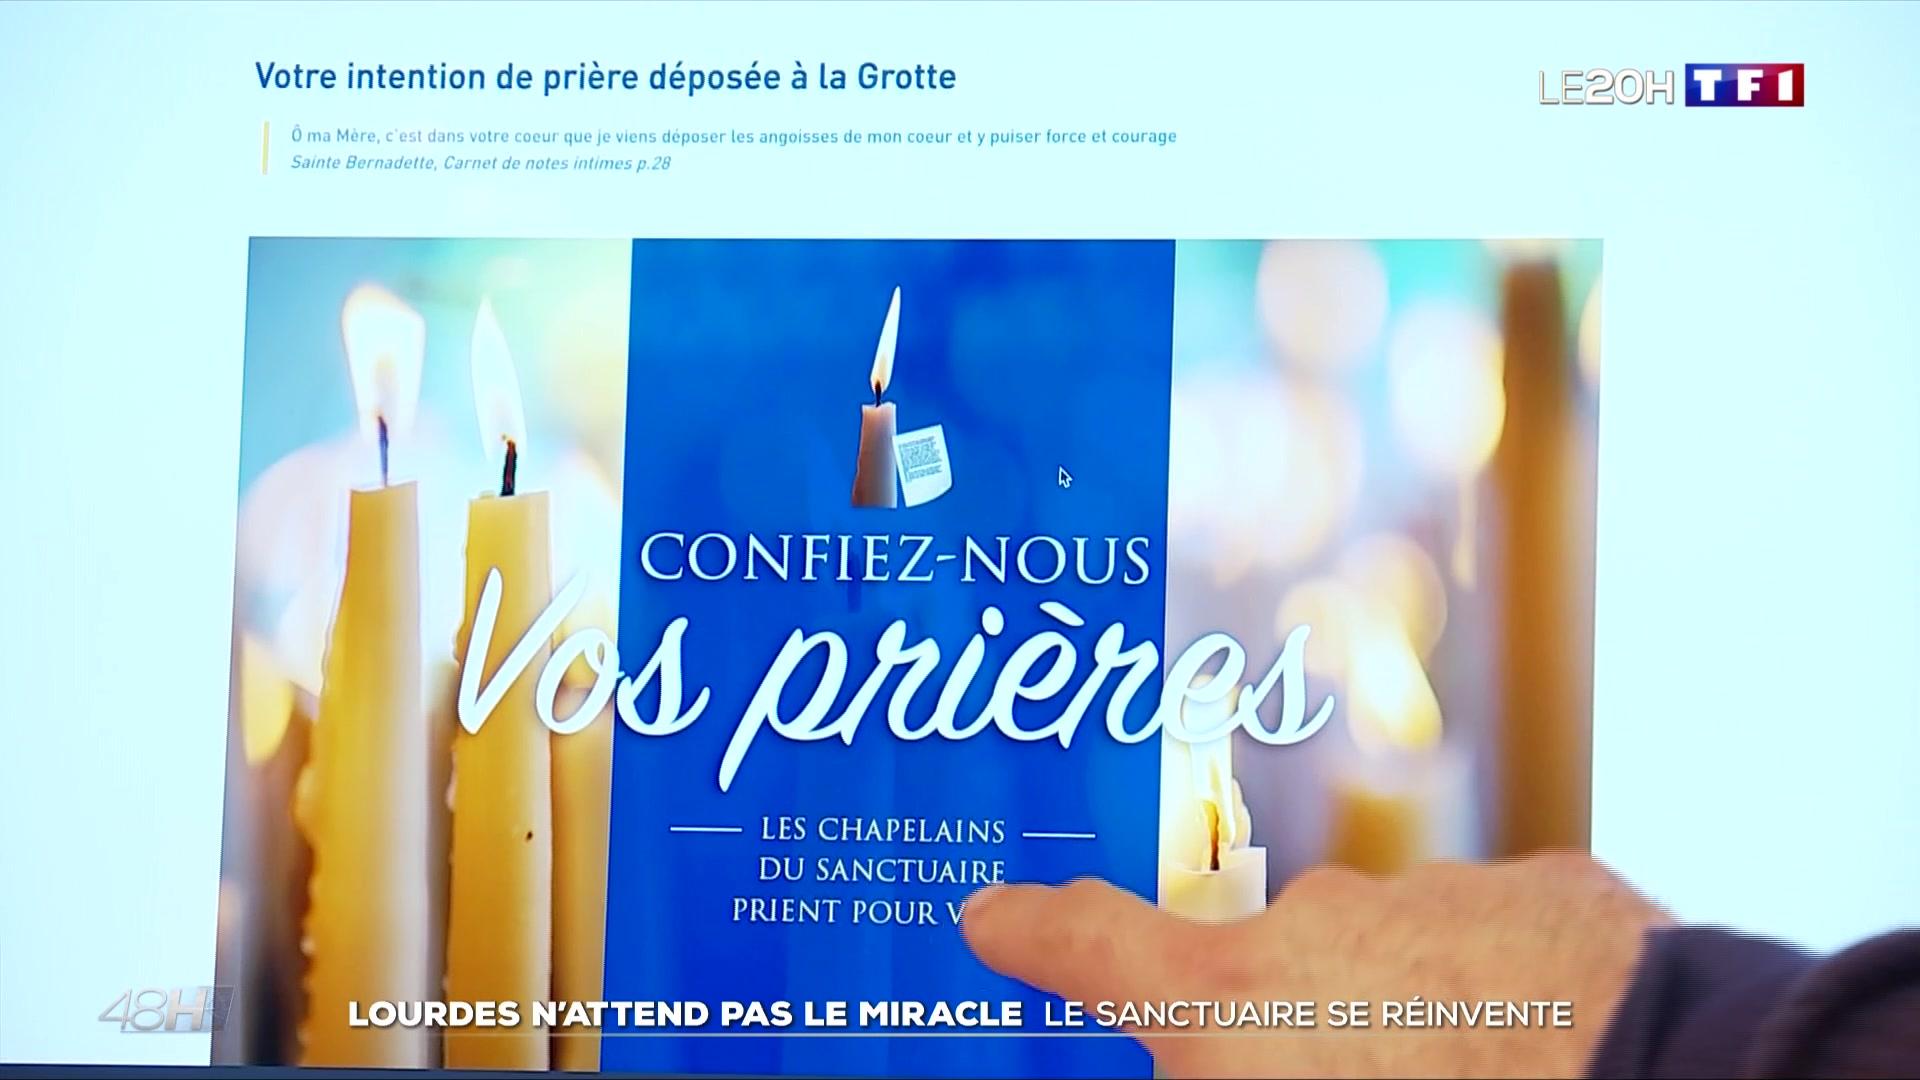 Votre intention de prière déposée à la Grotte
LE20H TF1
Ô ma Mère, c'est dans votre coeur que je viens déposer les angoisses de mon coeur et y puiser force et courage
Sainte Bernadette, Carnet de notes intimes p.28
CONFIEZ-NOUS
Vos prières
LES CHAPELAINS
DU SANCTUAIRE
PRIENT POUR
48H
LOURDES N'ATTEND PAS LE MIRACLE LE SANCTUAIRE SE RÉINVENTE